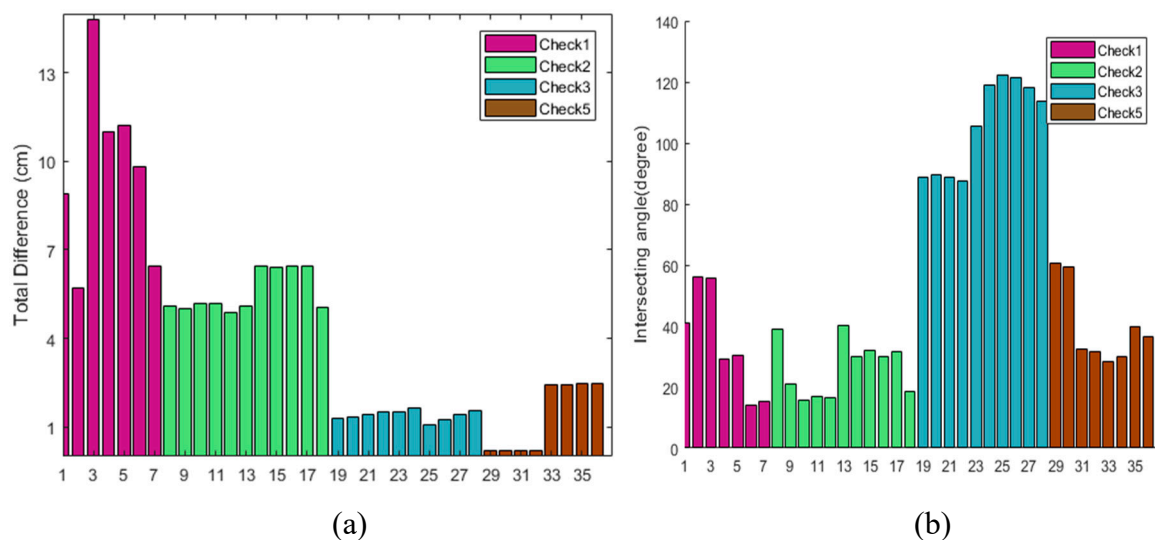 Total Difference (cm)
13
10
7
4
1
1 3 5 7 9 11 13 15 17 19 21 23 25 27 29 31 33 35
Check1
Check2
Check3
Check5
(a)
Intersecting angle(degree)
140
120
100
80
60
40
20
0
1 3 5 7 9 11 13 15 17 19 21 23 25 27 29 31 33 35
Check1
Check2
Check3
Check5
(b)